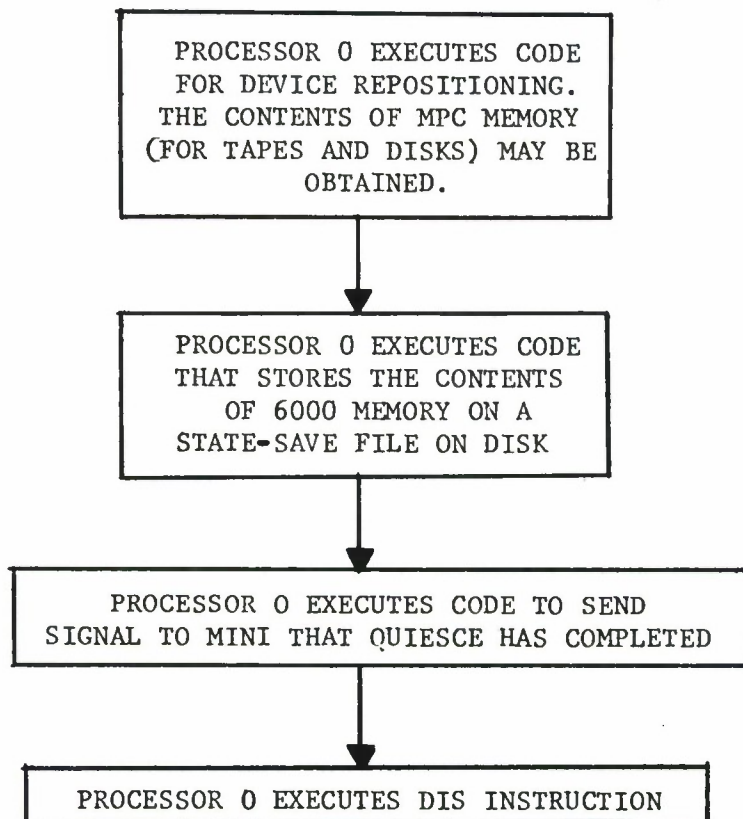 PROCESSOR 0 EXECUTES CODE
FOR DEVICE REPOSITIONING.
THE CONTENTS OF MPC MEMORY
(FOR TAPES AND DISKS) MAY BE
OBTAINED.
PROCESSOR 0 EXECUTES CODE
THAT STORES THE CONTENTS
OF 6000 MEMORY ON A
STATE-SAVE FILE ON DISK
PROCESSOR 0 EXECUTES CODE TO SEND
SIGNAL TO MINI THAT QUIESCE HAS COMPLETED
PROCESSOR 0 EXECUTES DIS INSTRUCTION